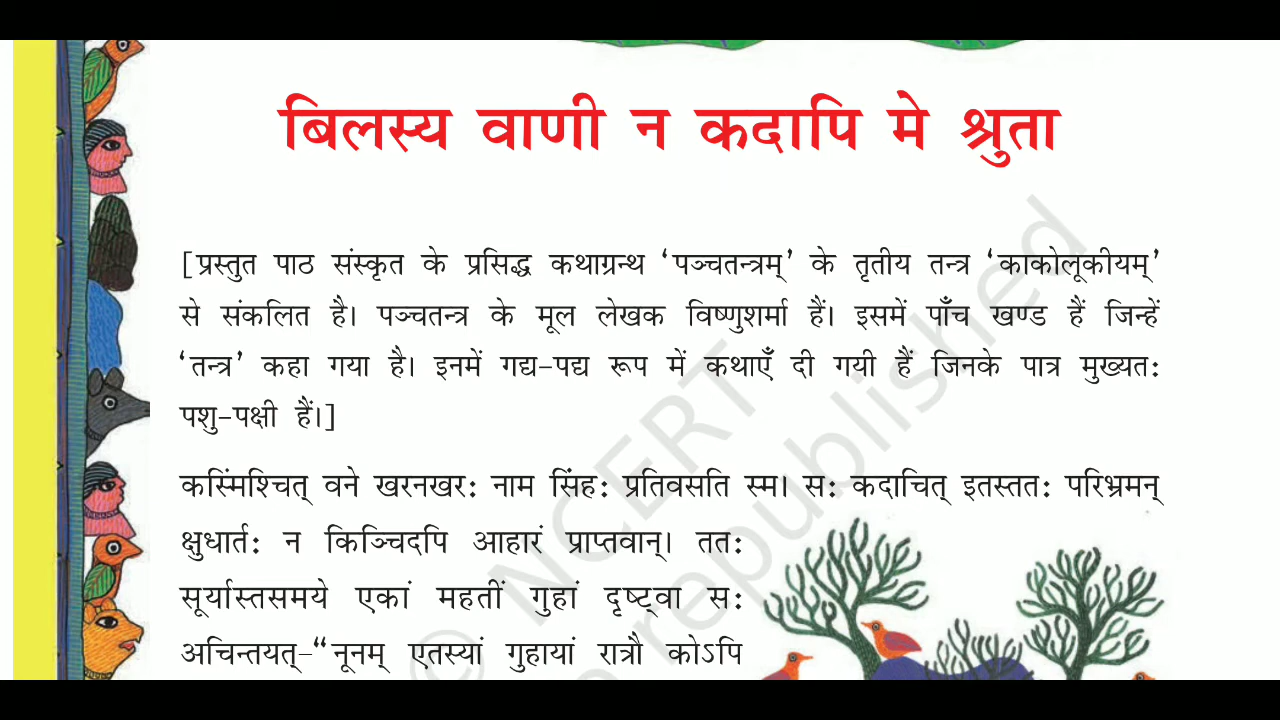 बिलस्य वाणी न कदापि मे श्रुता
[प्रस्तुत पाठ संस्कृत के प्रसिद्ध कथाग्रन्थ ‘पञ्चतन्त्रम्’ के तृतीय तन्त्र ‘काकोलूकीयम्’
से संकलित है। पञ्चतन्त्र के मूल लेखक विष्णुशर्मा हैं। इसमें पाँच खण्ड हैं जिन्हें
‘तन्त्र’ कहा गया है। इनमें गद्य-पद्य रूप में कथाएँ दी गयी हैं जिनके पात्र मुख्यतः
पशु-पक्षी हैं।]
कस्मिंश्चित् वने खरनखरः नाम सिंहः प्रतिवसति स्म। सः कदाचित् इतस्ततः परिभ्रमन्
क्षुधार्तः न किञ्चिदपि आहारं प्राप्तवान्। ततः
सूर्यास्तसमये एकां महतीं गुहां दृष्ट्वा सः
अचिन्तयत्-“नूनम् एतस्यां गुहायां रात्रौ कोऽपि
© NCERT
republished